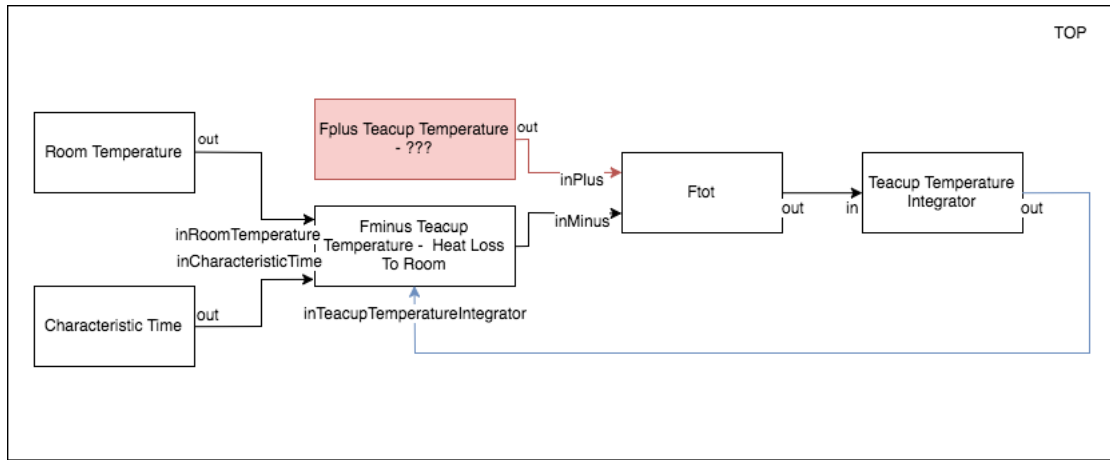 TOP
Room Temperature
out
Fplus Teacup Temperature
- ???
out
inPlus
Ftot
out
in
Teacup Temperature
Integrator
out
inRoomTemperature
inCharacteristicTime
Fminus Teacup
Temperature - Heat Loss
To Room
inMinus
Characteristic Time
out
inTeacupTemperatureIntegrator